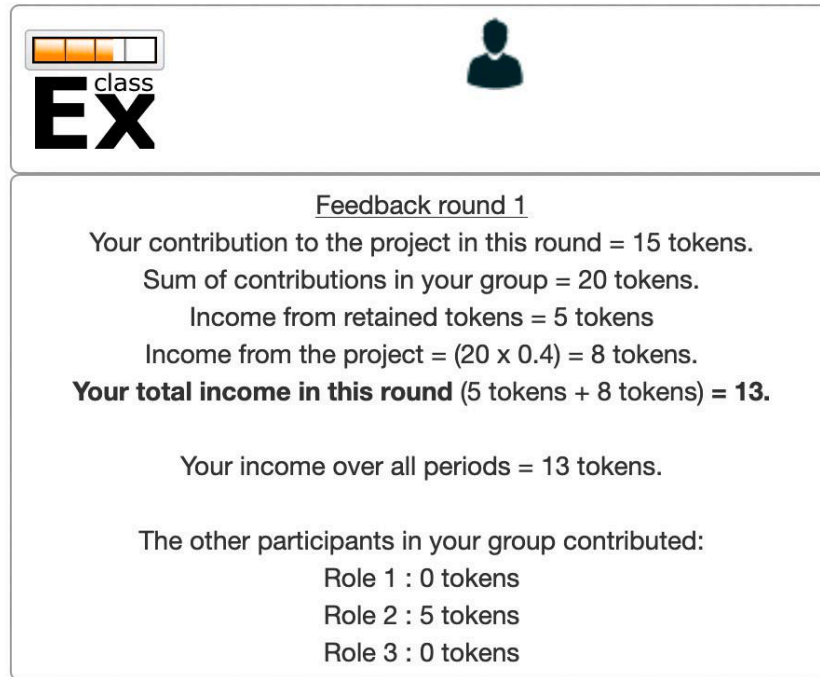 class
Ex
Feedback round 1
Your contribution to the project in this round = 15 tokens.
Sum of contributions in your group = 20 tokens.
Income from retained tokens = 5 tokens
Income from the project = (20 x 0.4) = 8 tokens.
Your total income in this round (5 tokens + 8 tokens) = 13.
Your income over all periods = 13 tokens.
The other participants in your group contributed:
Role 1 : 0 tokens
Role 2 : 5 tokens
Role 3 : 0 tokens